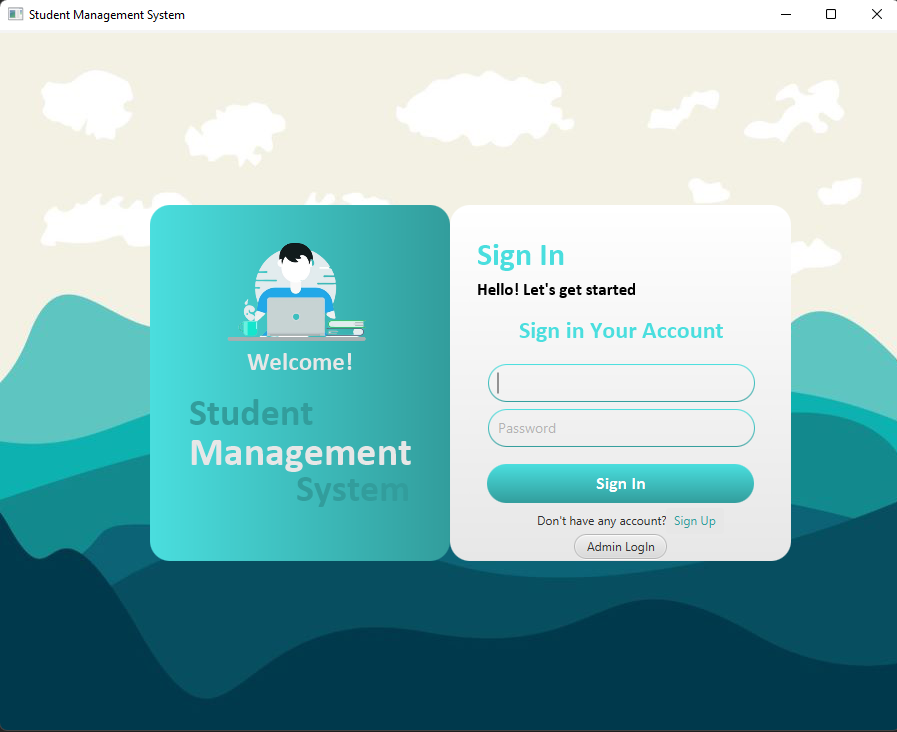 Student Management System
Welcome!
Student
Management
System
Sign In
Hello! Let's get started
Sign in Your Account
Password
Sign In
Don't have any account? Sign Up
Admin LogIn